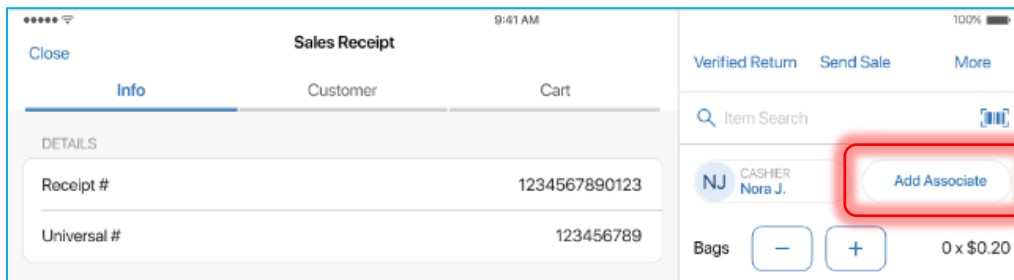 9:41 AM
100%
Close
Sales Receipt
Verified Return Send Sale More
Info Customer Cart
Item Search
DETAILS
Receipt # 1234567890123
Universal # 123456789
NJ
CASHIER
Nora J.
Add Associate
Bags − + 0 x $0.20